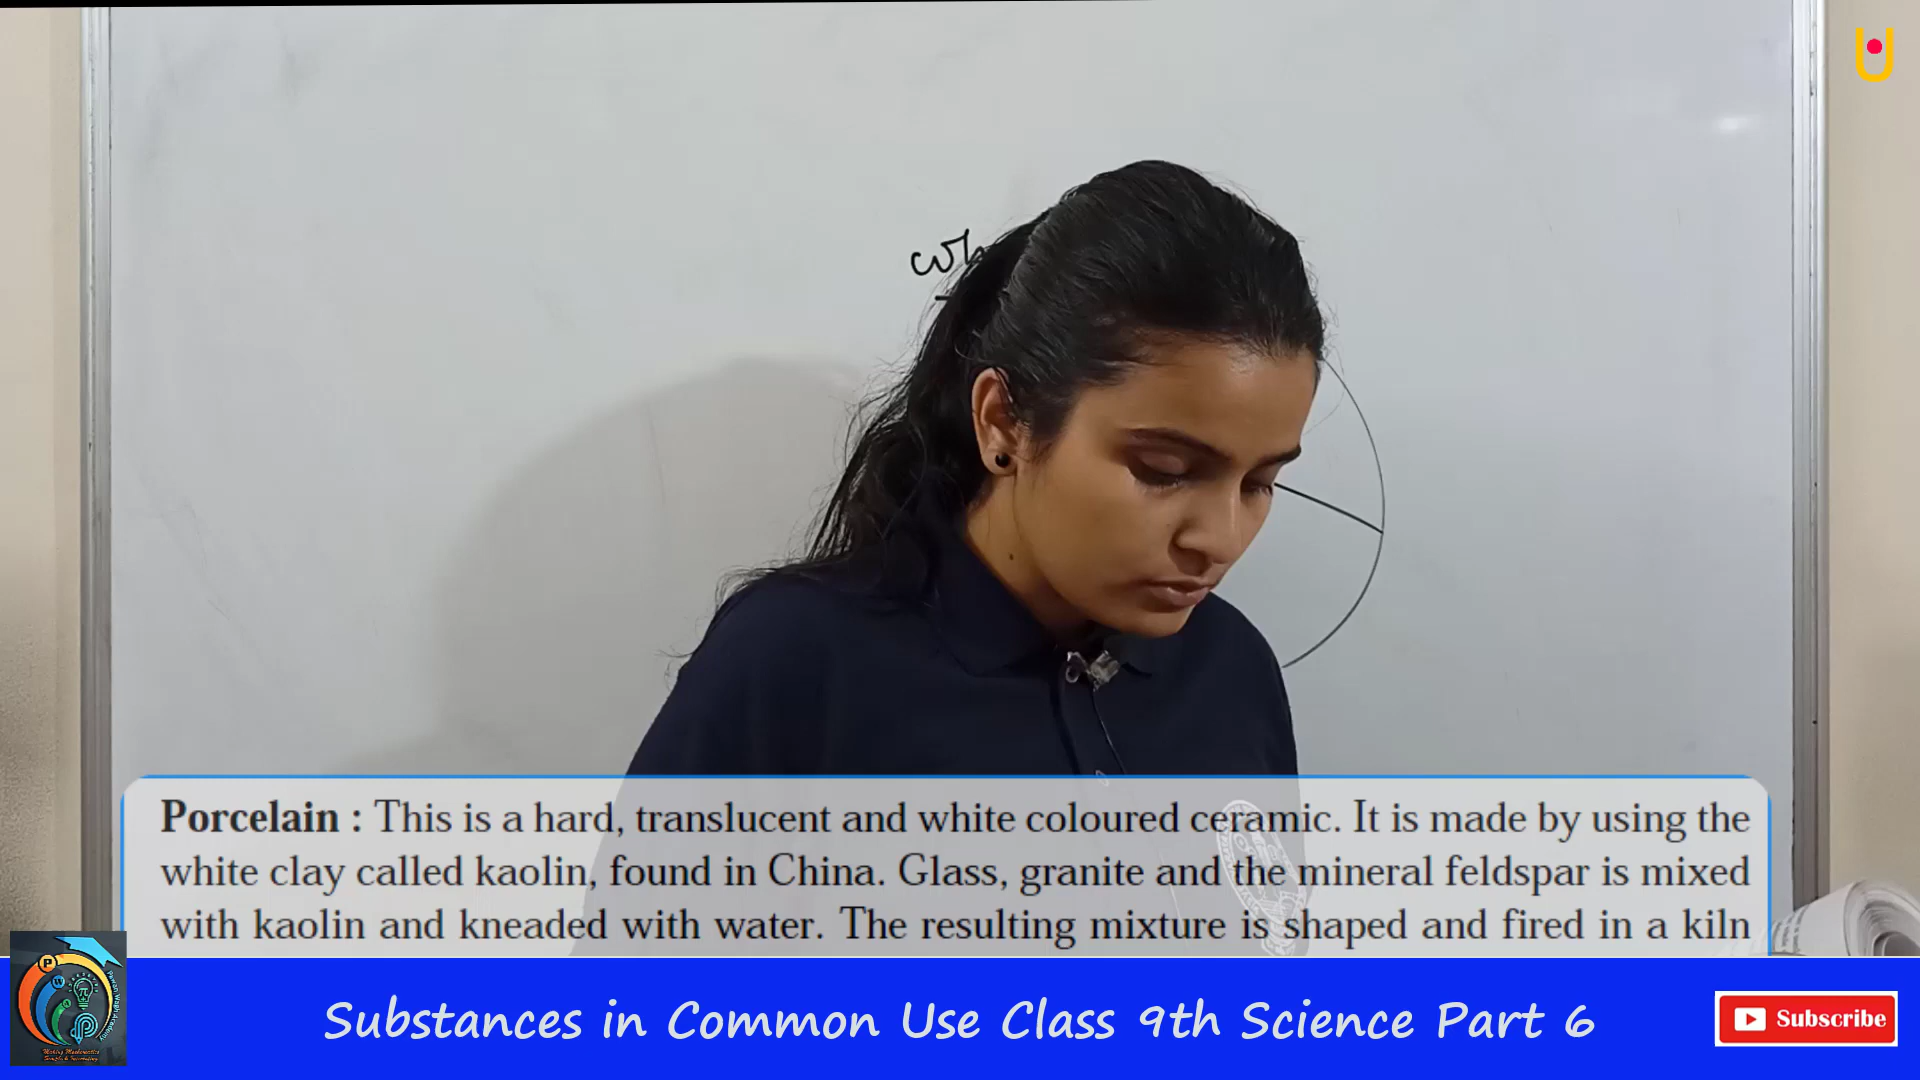 Porcelain : This is a hard, translucent and white coloured ceramic. It is made by using the
white clay called kaolin, found in China. Glass, granite and the mineral feldspar is mixed
with kaolin and kneaded with water. The resulting mixture is shaped and fired in a kiln
Substances in Common Use Class 9th Science Part 6
Subscribe